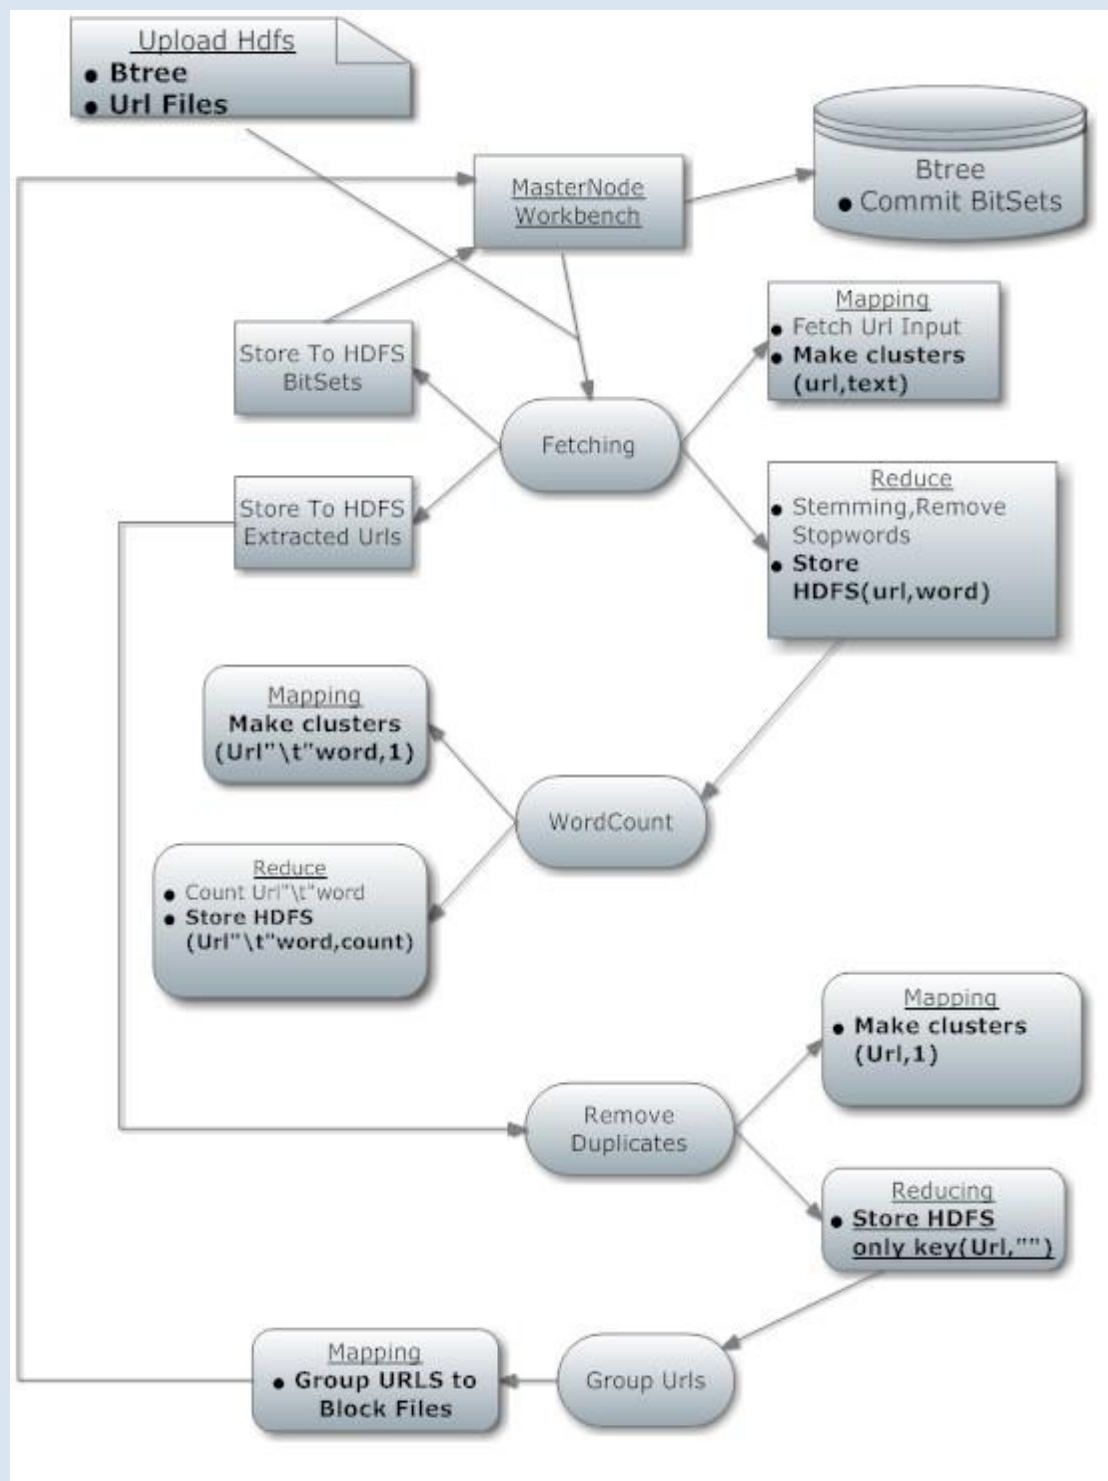 Upload Hdfs
● Btree
● Url Files
MasterNode
Workbench
Btree
● Commit BitSets
Store To HDFS
BitSets
Mapping
● Fetch Url Input
● Make clusters
(url,text)
Fetching
Store To HDFS
Extracted Urls
Reduce
● Stemming,Remove
Stopwords
● Store
HDFS(url,word)
Mapping
Make clusters
(Url"\t"word,1)
WordCount
Reduce
● Count Url"\t"word
● Store HDFS
(Url"\t"word,count)
Mapping
● Make clusters
(Url,1)
Remove
Duplicates
Reducing
● Store HDFS
only key(Url,"")
Mapping
● Group URLS to
Block Files
Group Urls